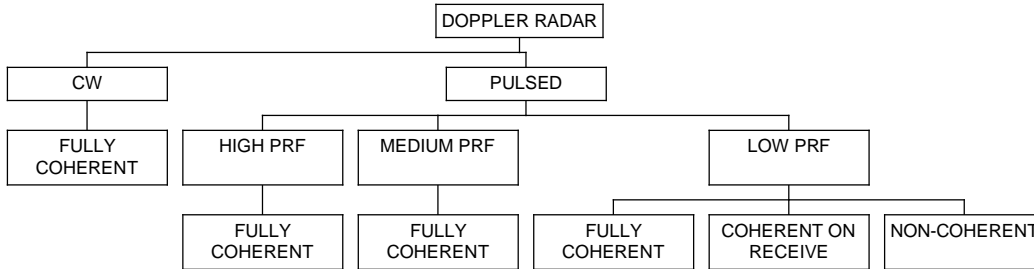 DOPPLER RADAR
CW
PULSED
FULLY
COHERENT
HIGH PRF
MEDIUM PRF
LOW PRF
FULLY
COHERENT
FULLY
COHERENT
FULLY
COHERENT
COHERENT ON
RECEIVE
NON-COHERENT